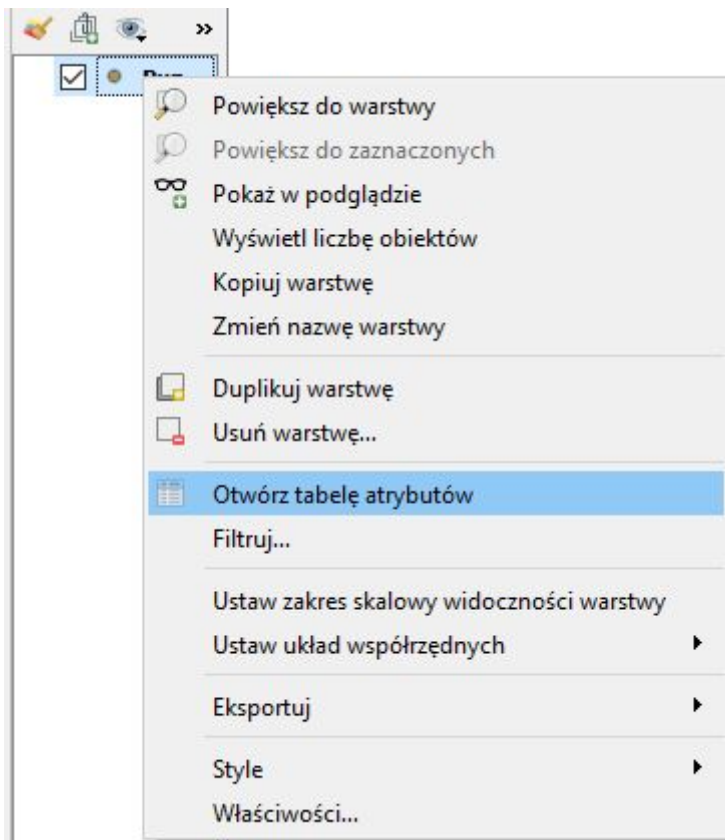 »
Powiększ do warstwy
Powiększ do zaznaczonych
Pokaż w podglądzie
Wyświetl liczbę obiektów
Kopiuj warstwę
Zmień nazwę warstwy
Duplikuj warstwę
Usuń warstwę...
Otwórz tabelę atrybutów
Filtruj...
Ustaw zakres skalowy widoczności warstwy
Ustaw układ współrzędnych
Eksportuj
Style
Właściwości...